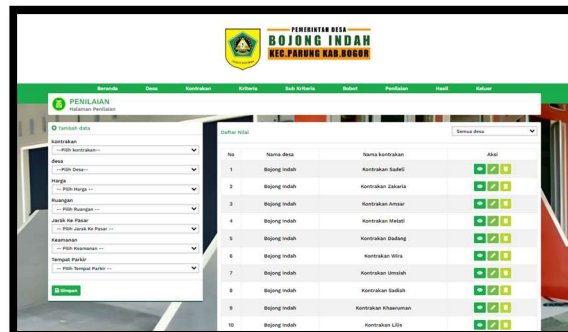 PEMERINTAH DESA
BOJONG INDAH
KEC.PARUNG KAB.BOGOR
Beranda Desa Kontrakan Kriteria Sub Kriteria Bobot Penilaian Hasil Keluar
PENILAIAN
Halaman Penilaian
Tambah data
kontrakan
--Pilih kontrakan--
desa
--Pilih Desa--
Harga
-- Pilih Harga --
Ruangan
-- Pilih Ruangan --
Jarak Ke Pasar
-- Pilih Jarak Ke Pasar --
Keamanan
-- Pilih Keamanan --
Tempat Parkir
-- Pilih Tempat Parkir --
Simpan
Daftar Nilai
Semua desa
No Nama desa Nama kontrakan Aksi
1 Bojong Indah Kontrakan Sadeli
2 Bojong Indah Kontrakan Zakaria
3 Bojong Indah Kontrakan Amsar
4 Bojong Indah Kontrakan Melati
5 Bojong Indah Kontrakan Dadang
6 Bojong Indah Kontrakan Wira
7 Bojong Indah Kontrakan Umsiah
8 Bojong Indah Kontrakan Sadiah
9 Bojong Indah Kontrakan Khaeruman
10 Bojong Indah Kontrakan Lilis